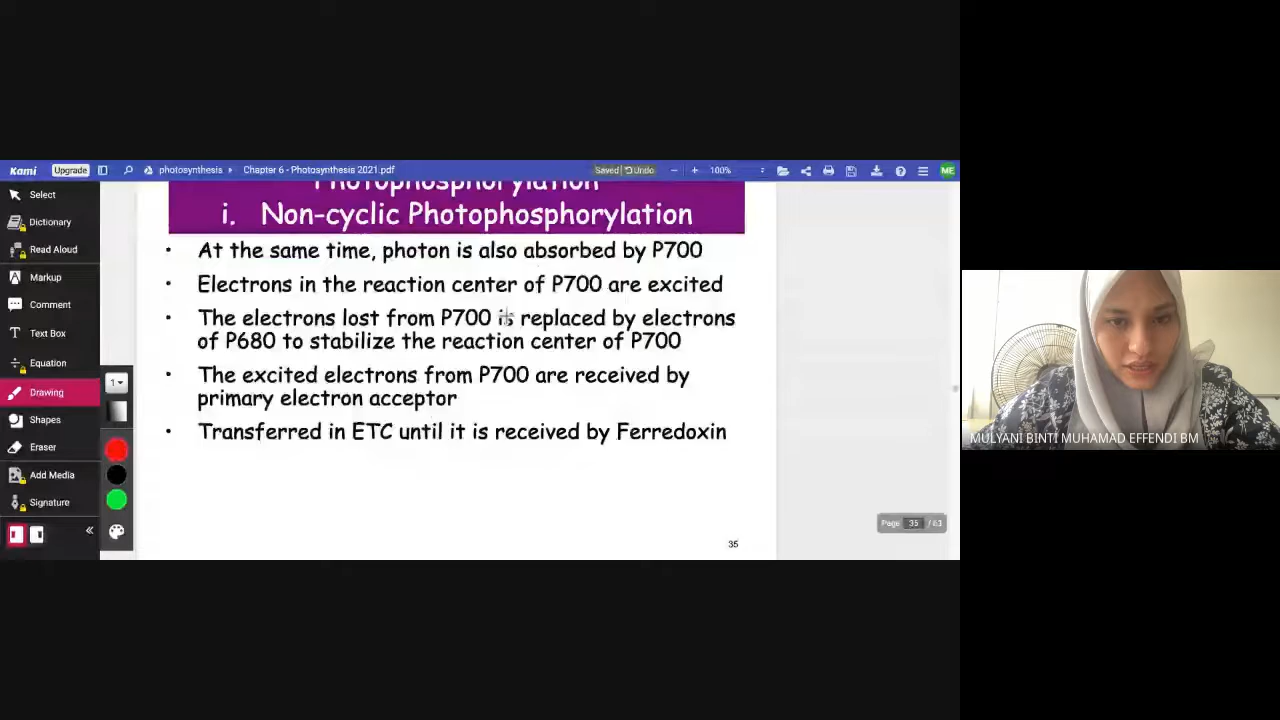 Kami
Upgrade
photosynthesis
Chapter 6 - Photosynthesis 2021.pdf
Saved
Undo
100%
ME
Select
Dictionary
Read Aloud
Markup
Comment
Text Box
Equation
Drawing
Shapes
Eraser
Add Media
Signature
1
Photophosphorylation
i. Non-cyclic Photophosphorylation
• At the same time, photon is also absorbed by P700
• Electrons in the reaction center of P700 are excited
• The electrons lost from P700 is replaced by electrons
of P680 to stabilize the reaction center of P700
• The excited electrons from P700 are received by
primary electron acceptor
• Transferred in ETC until it is received by Ferredoxin
Page 35 / 61
35
MULYANI BINTI MUHAMAD EFFENDI BM